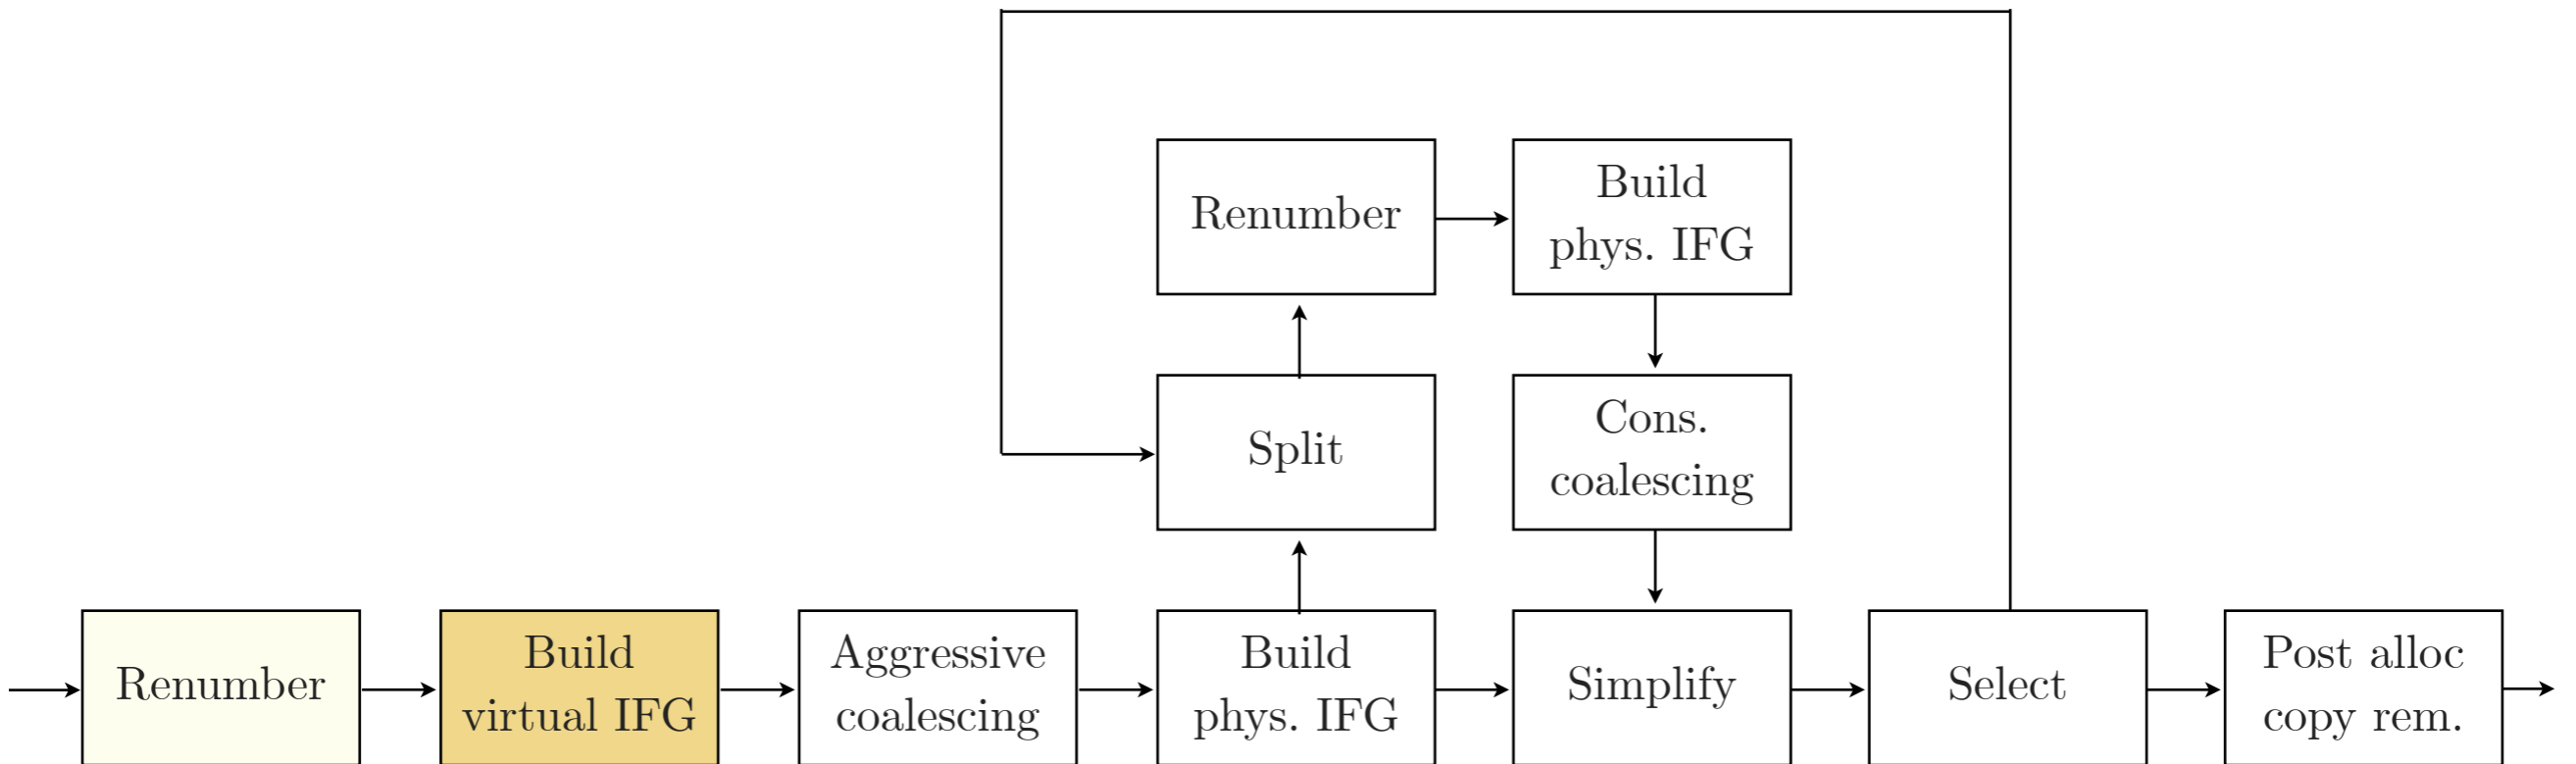 Renumber
Build
phys. IFG
Split
Cons.
coalescing
Renumber
Build
virtual IFG
Aggressive
coalescing
Build
phys. IFG
Simplify
Select
Post alloc
copy rem.